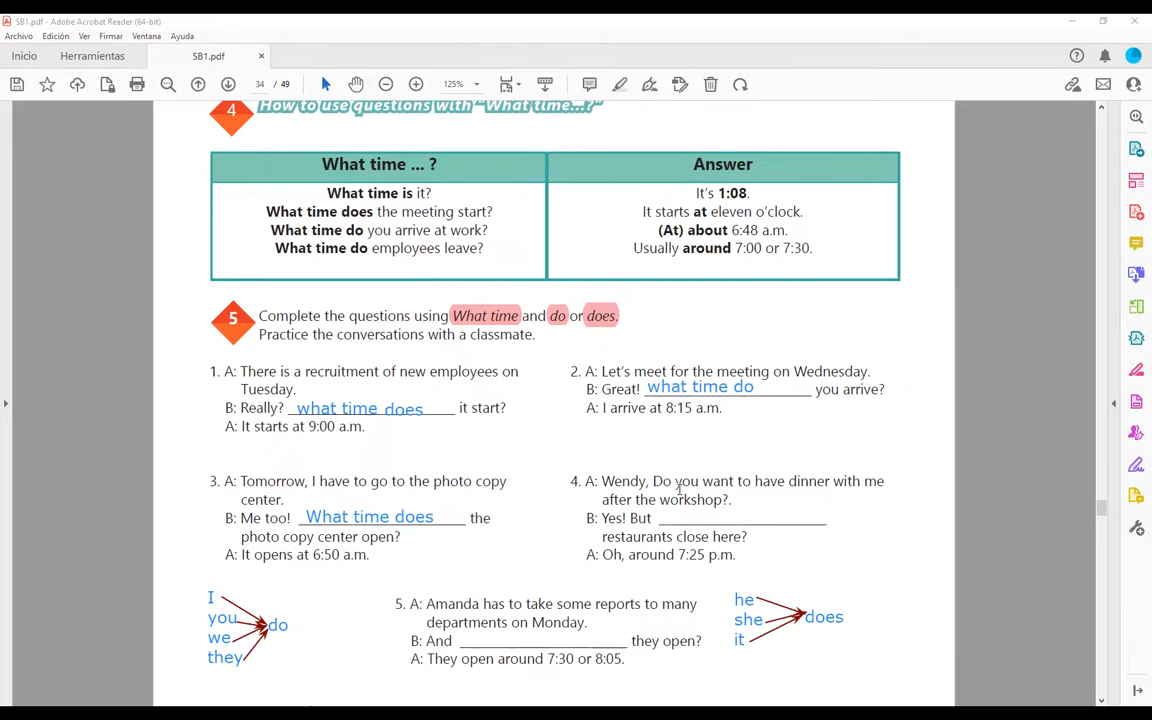 SB1.pdf - Adobe Acrobat Reader (64-bit)
Archivo Edición Ver Firmar Ventana Ayuda
Inicio Herramientas SB1.pdf ×
34 / 49 125%
4 How to use questions with "What time...?"
What time ... ? Answer
What time is it? It's 1:08.
What time does the meeting start? It starts at eleven o'clock.
What time do you arrive at work? (At) about 6:48 a.m.
What time do employees leave? Usually around 7:00 or 7:30.
5 Complete the questions using What time and do or does.
Practice the conversations with a classmate.
1. A: There is a recruitment of new employees on
Tuesday.
B: Really? what time does it start?
A: It starts at 9:00 a.m.
2. A: Let's meet for the meeting on Wednesday.
B: Great! what time do you arrive?
A: I arrive at 8:15 a.m.
3. A: Tomorrow, I have to go to the photo copy
center.
B: Me too! What time does the
photo copy center open?
A: It opens at 6:50 a.m.
4. A: Wendy, Do you want to have dinner with me
after the workshop?.
B: Yes! But ____________
restaurants close here?
A: Oh, around 7:25 p.m.
I
you
we
they
do
5. A: Amanda has to take some reports to many
departments on Monday.
B: And ____________ they open?
A: They open around 7:30 or 8:05.
he
she
it
does